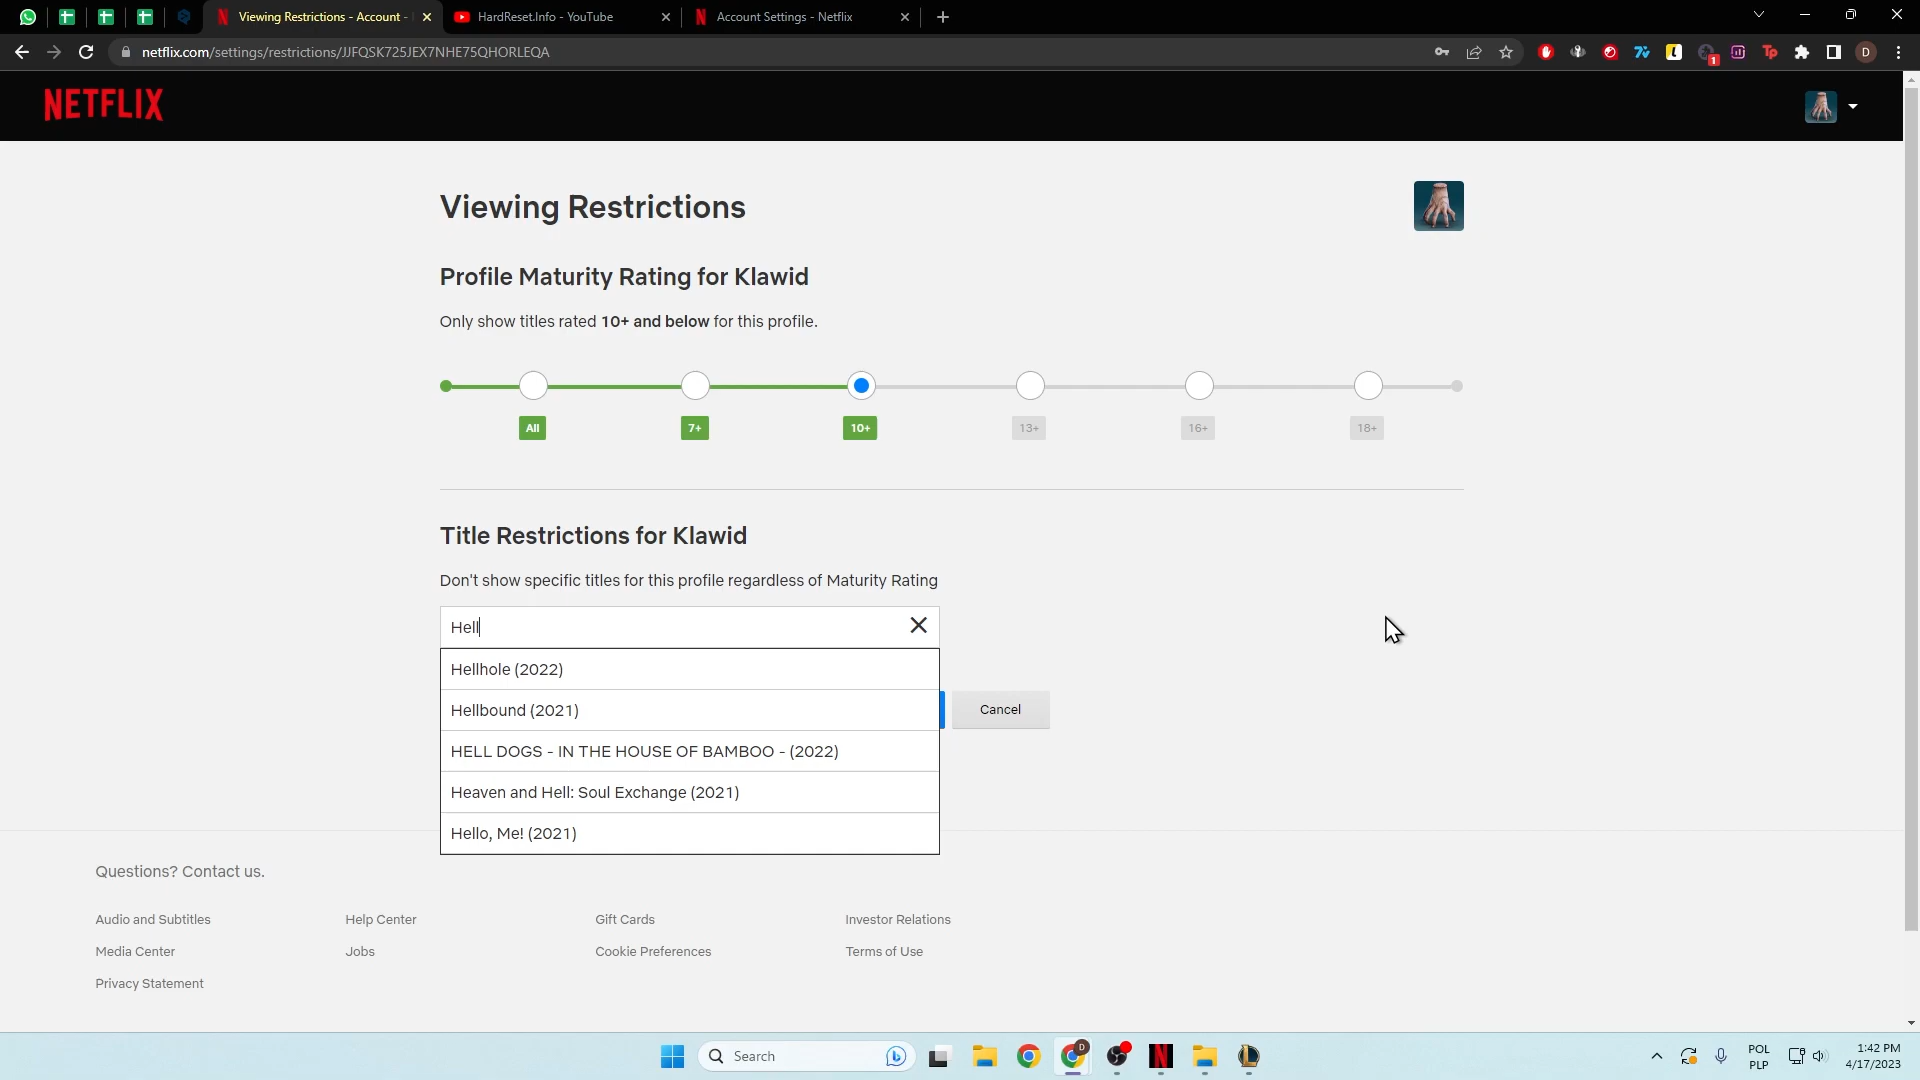 Viewing Restrictions - Account -
HardReset.Info - YouTube
Account Settings - Netflix
netflix.com/settings/restrictions/JJFQSK725JEX7NHE75QHORLEQA
1
Tp
D
NETFLIX
Viewing Restrictions
Profile Maturity Rating for Klawid
Only show titles rated 10+ and below for this profile.
All
7+
10+
13+
16+
18+
Title Restrictions for Klawid
Don't show specific titles for this profile regardless of Maturity Rating
Hell
Hellhole (2022)
Hellbound (2021)
Cancel
HELL DOGS - IN THE HOUSE OF BAMBOO - (2022)
Heaven and Hell: Soul Exchange (2021)
Hello, Me! (2021)
Questions? Contact us.
Audio and Subtitles
Help Center
Gift Cards
Investor Relations
Media Center
Jobs
Cookie Preferences
Terms of Use
Privacy Statement
Search
D
POL
PLP
1:42 PM
4/17/2023